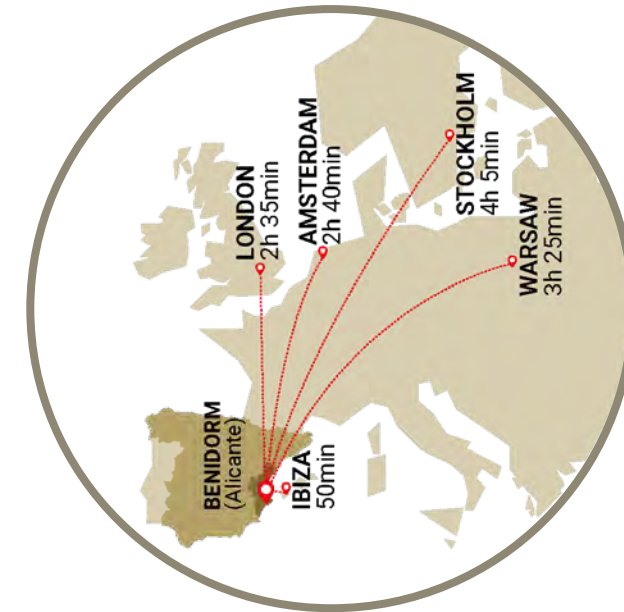 BENIDORM
(Alicante)
IBIZA
50min
LONDON
2h 35min
AMSTERDAM
2h 40min
STOCKHOLM
4h 5min
WARSAW
3h 25min